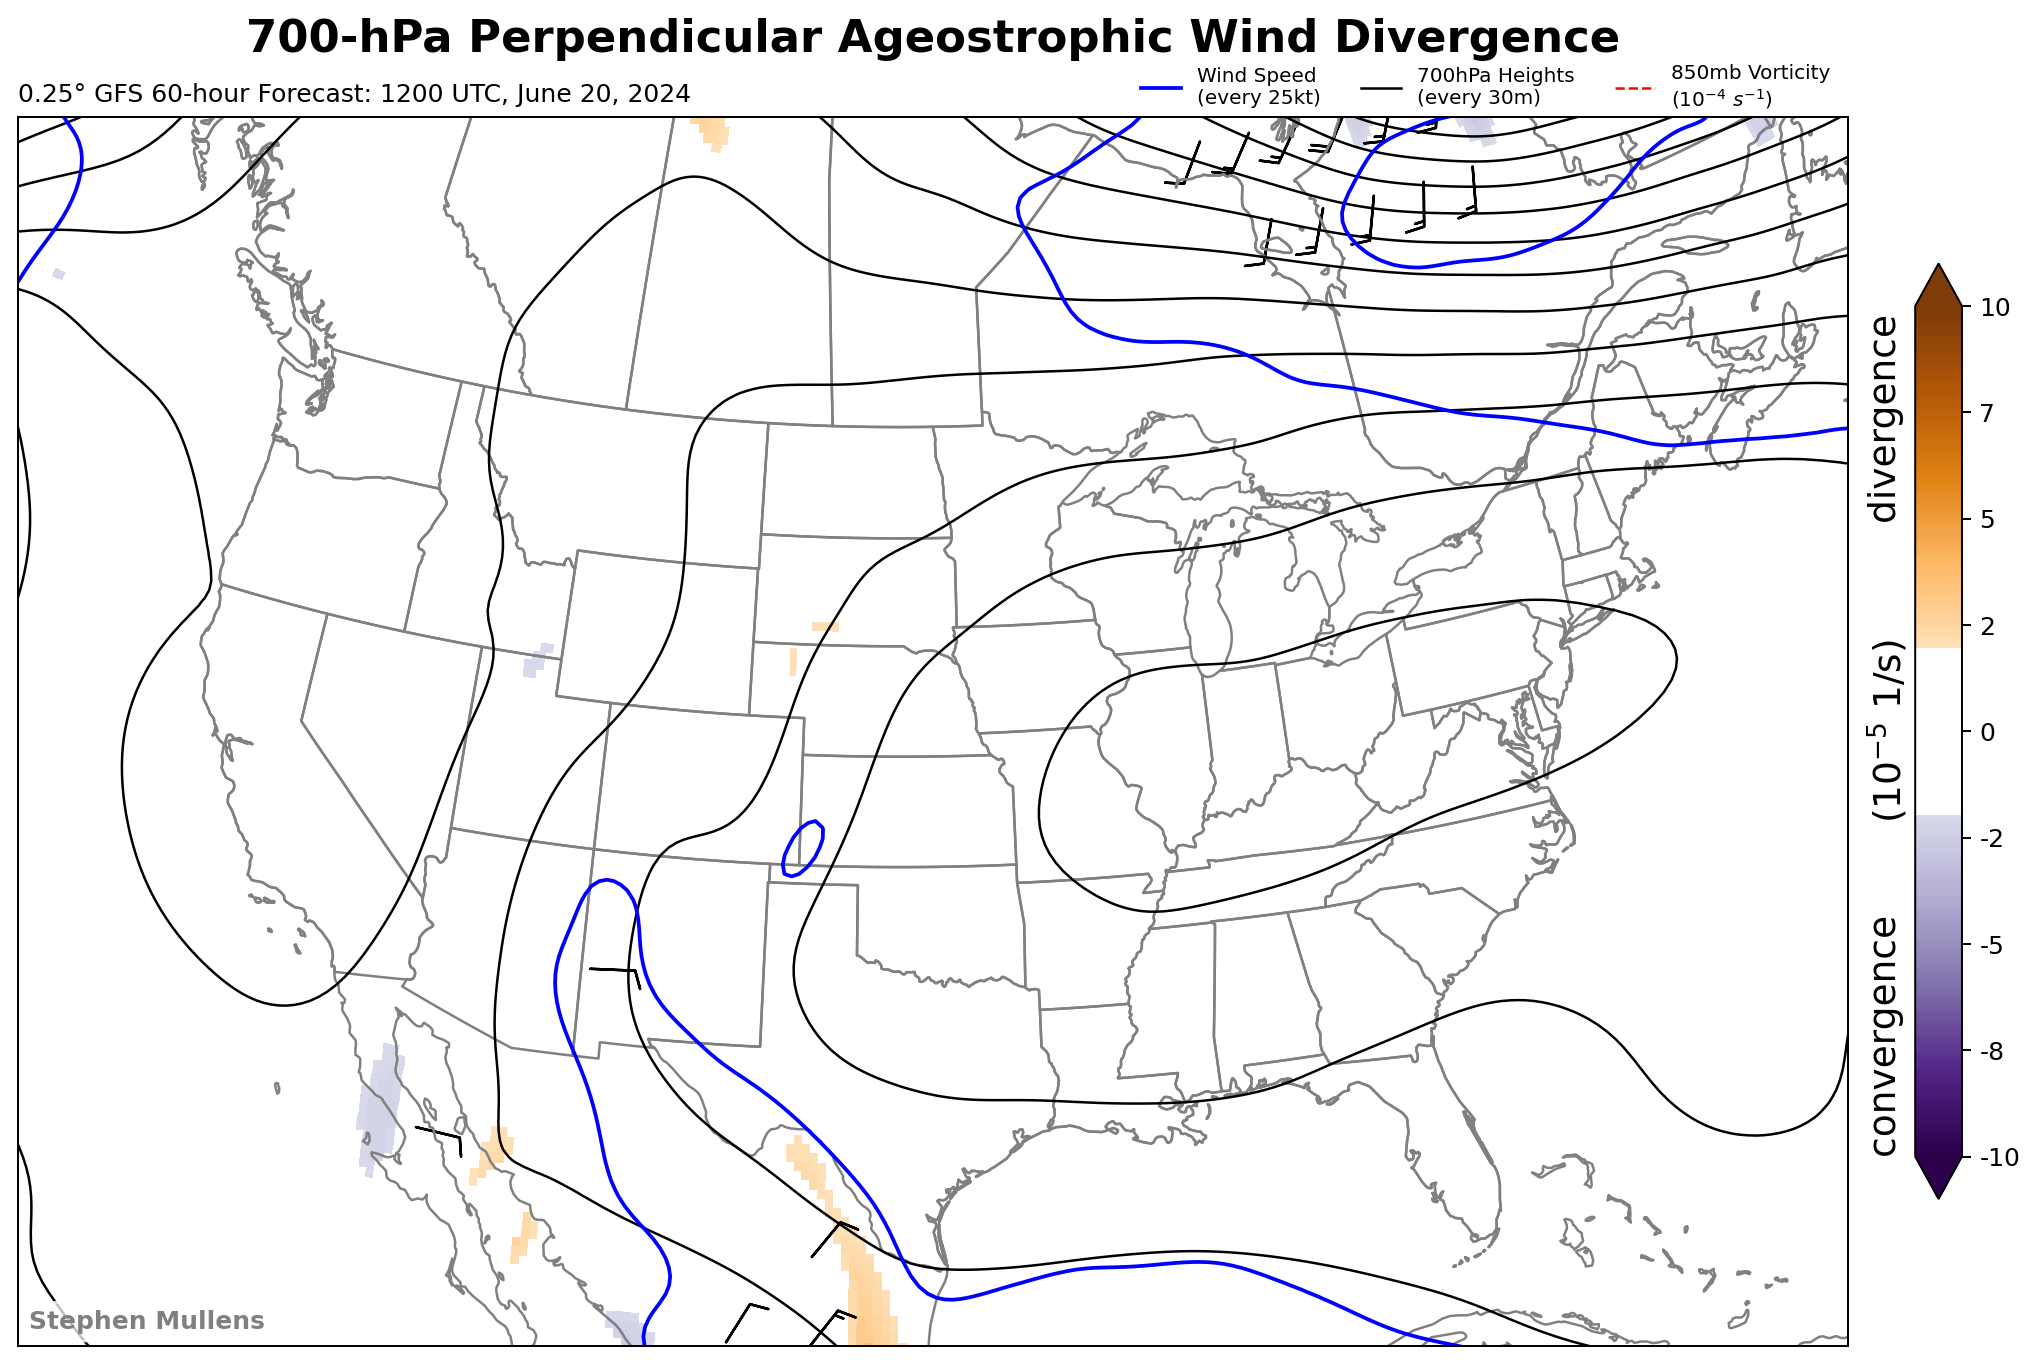 700-hPa Perpendicular Ageostrophic Wind Divergence
0.25° GFS 60-hour Forecast: 1200 UTC, June 20, 2024
Wind Speed
(every 25kt)
700hPa Heights
(every 30m)
850mb Vorticity
(10⁻⁴ s⁻¹)
10
7
5
2
0
-2
-5
-8
-10
convergence (10⁻⁵ 1/s) divergence
Stephen Mullens